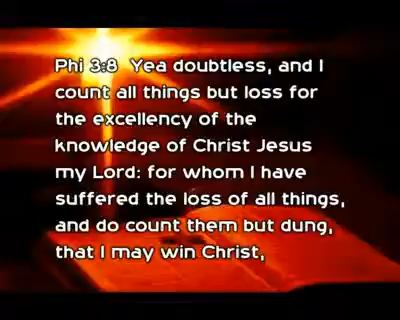 Phi 3:8  Yea doubtless, and I
count all things but loss for
the excellency of the
knowledge of Christ Jesus
my Lord: for whom I have
suffered the loss of all things,
and do count them but dung,
that I may win Christ,